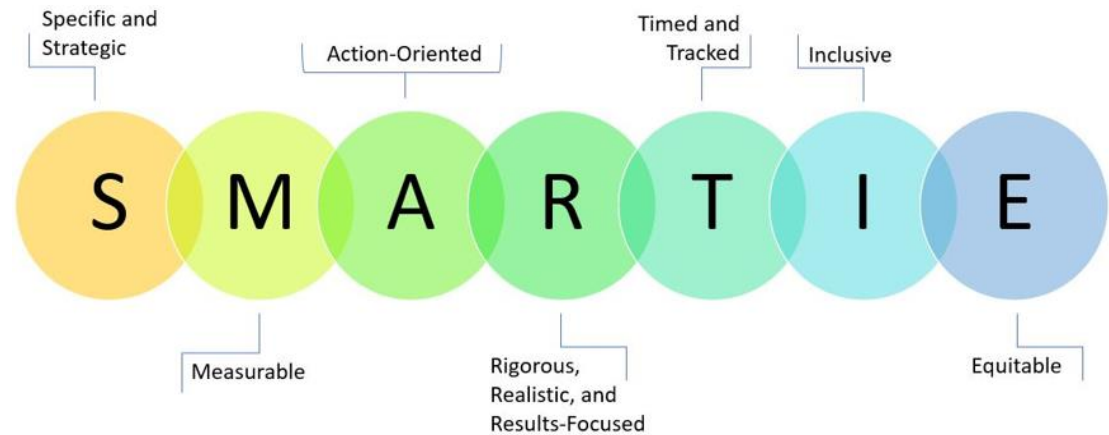 Specific and
Strategic
Action-Oriented
Timed and
Tracked
Inclusive
S M A R T I E
Measurable
Rigorous,
Realistic, and
Results-Focused
Equitable